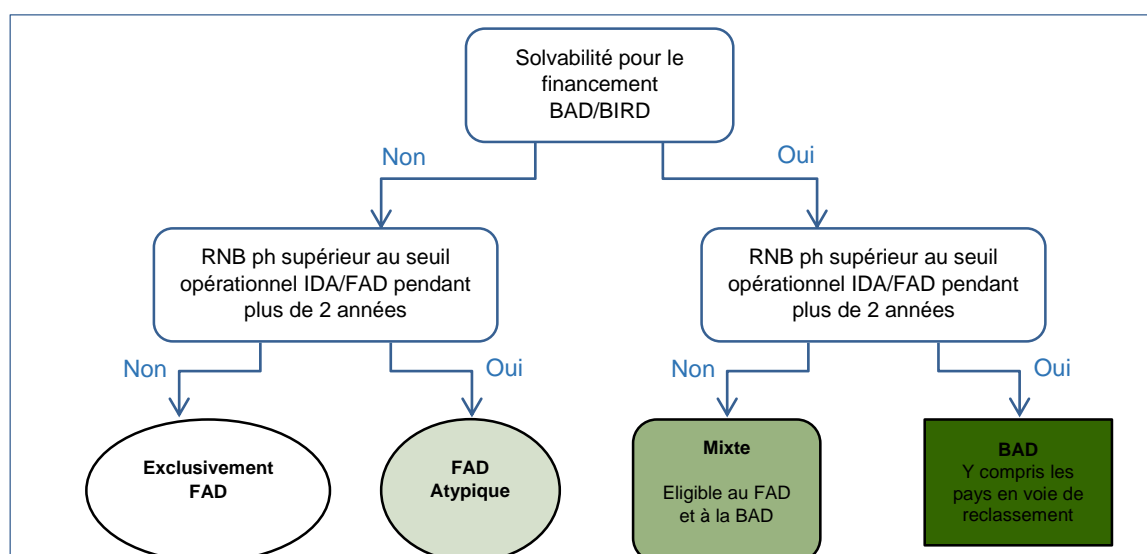 Solvabilité pour le
financement
BAD/BIRD
Non
Oui
RNB ph supérieur au seuil
opérationnel IDA/FAD pendant
plus de 2 années
RNB ph supérieur au seuil
opérationnel IDA/FAD pendant
plus de 2 années
Non
Oui
Non
Oui
Exclusivement
FAD
FAD
Atypique
Mixte
Eligible au FAD
et à la BAD
BAD
Y compris les
pays en voie de
reclassement